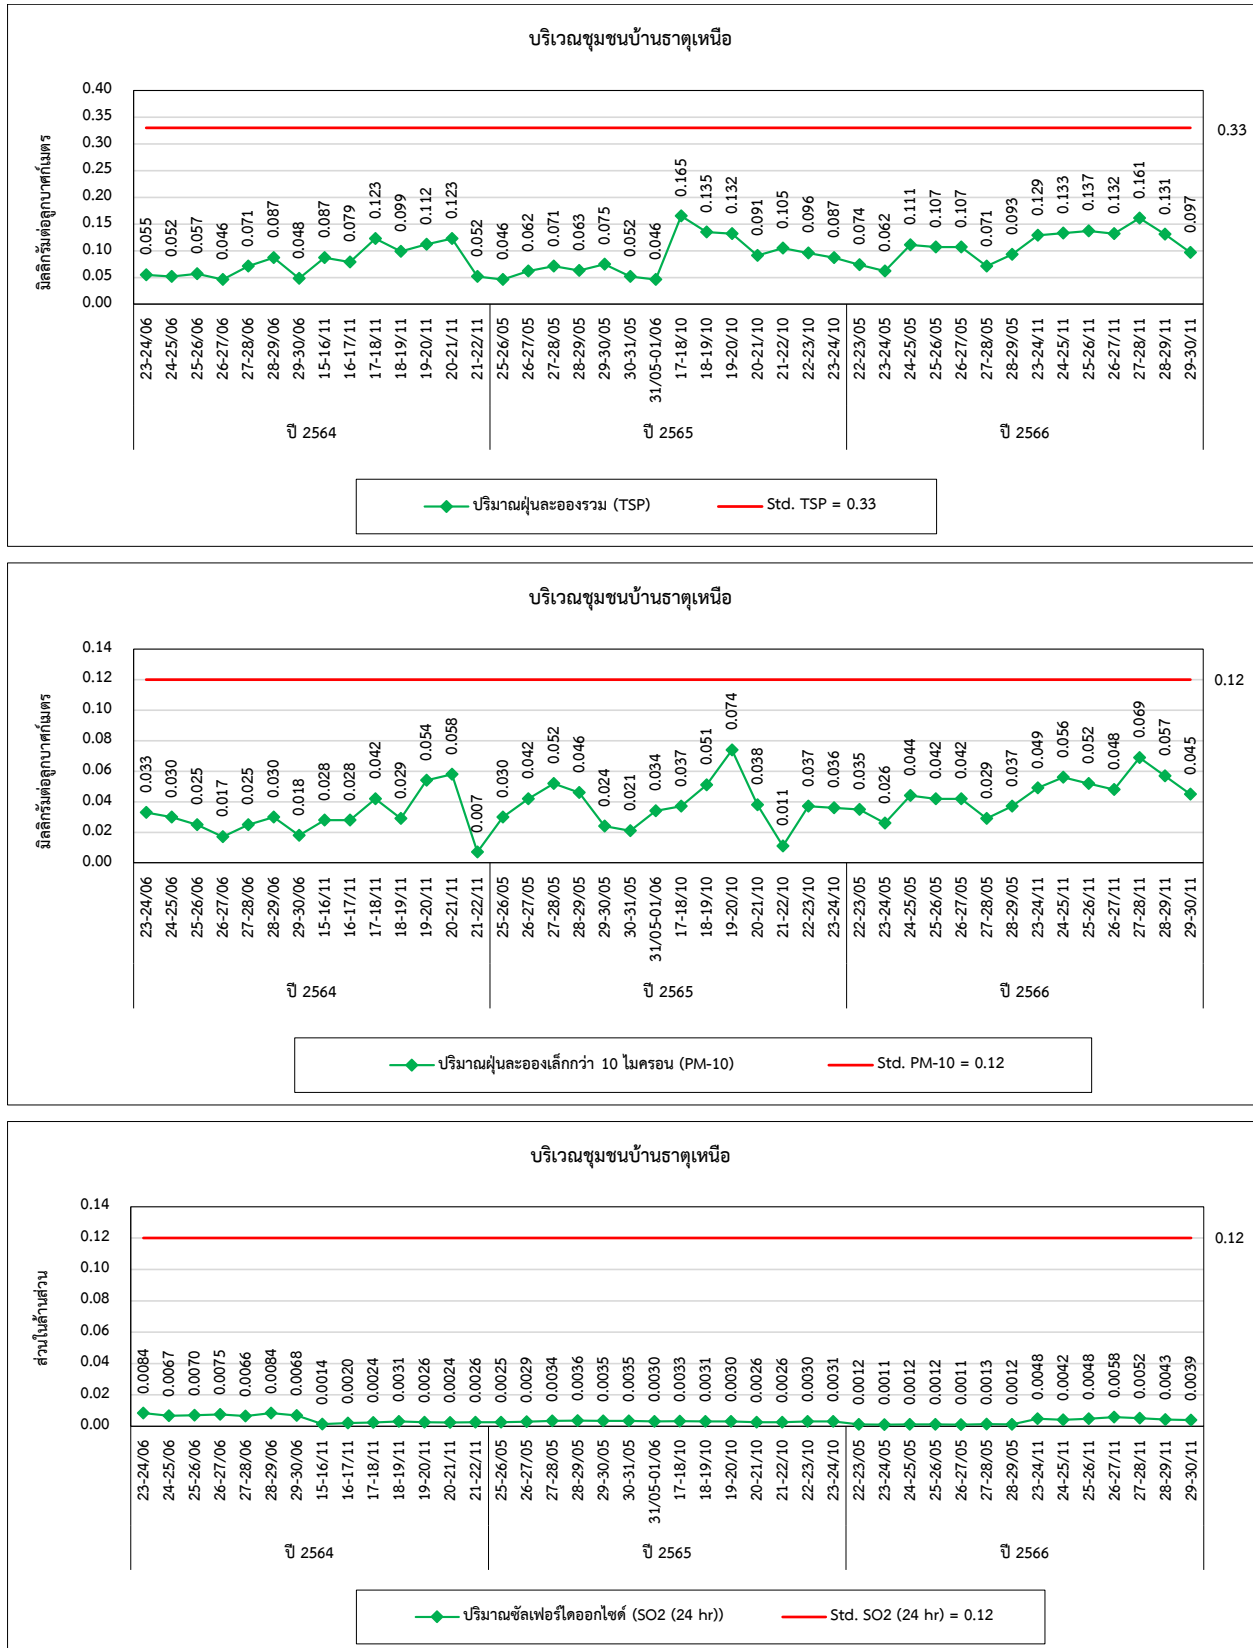 บริเวณชุมชนบ้านธาตุเหนือ
มิลลิกรัมต่อลูกบาศก์เมตร
0.40
0.35
0.30
0.25
0.20
0.15
0.10
0.05
0.00
0.33
0.055 0.052 0.057 0.046 0.071 0.087 0.048 0.087 0.079 0.123 0.099 0.112 0.123 0.052 0.046 0.062 0.071 0.063 0.075 0.052 0.046 0.165 0.135 0.132 0.091 0.105 0.096 0.087 0.074 0.062 0.111 0.107 0.107 0.071 0.093 0.129 0.133 0.137 0.132 0.161 0.131 0.097
23-24/06 24-25/06 25-26/06 26-27/06 27-28/06 28-29/06 29-30/06 15-16/11 16-17/11 17-18/11 18-19/11 19-20/11 20-21/11 21-22/11 25-26/05 26-27/05 27-28/05 28-29/05 29-30/05 30-31/05 31/05-01/06 17-18/10 18-19/10 19-20/10 20-21/10 21-22/10 22-23/10 23-24/10 22-23/05 23-24/05 24-25/05 25-26/05 26-27/05 27-28/05 28-29/05 23-24/11 24-25/11 25-26/11 26-27/11 27-28/11 28-29/11 29-30/11
ปี 2564 ปี 2565 ปี 2566
ปริมาณฝุ่นละอองรวม (TSP) Std. TSP = 0.33
บริเวณชุมชนบ้านธาตุเหนือ
มิลลิกรัมต่อลูกบาศก์เมตร
0.14
0.12
0.10
0.08
0.06
0.04
0.02
0.00
0.12
0.033 0.030 0.025 0.017 0.025 0.030 0.018 0.028 0.028 0.042 0.029 0.054 0.058 0.007 0.030 0.042 0.052 0.046 0.024 0.021 0.034 0.037 0.051 0.074 0.038 0.011 0.037 0.036 0.035 0.026 0.044 0.042 0.042 0.029 0.037 0.049 0.056 0.052 0.048 0.069 0.057 0.045
23-24/06 24-25/06 25-26/06 26-27/06 27-28/06 28-29/06 29-30/06 15-16/11 16-17/11 17-18/11 18-19/11 19-20/11 20-21/11 21-22/11 25-26/05 26-27/05 27-28/05 28-29/05 29-30/05 30-31/05 31/05-01/06 17-18/10 18-19/10 19-20/10 20-21/10 21-22/10 22-23/10 23-24/10 22-23/05 23-24/05 24-25/05 25-26/05 26-27/05 27-28/05 28-29/05 23-24/11 24-25/11 25-26/11 26-27/11 27-28/11 28-29/11 29-30/11
ปี 2564 ปี 2565 ปี 2566
ปริมาณฝุ่นละอองเล็กกว่า 10 ไมครอน (PM-10) Std. PM-10 = 0.12
บริเวณชุมชนบ้านธาตุเหนือ
ส่วนในล้านส่วน
0.14
0.12
0.10
0.08
0.06
0.04
0.02
0.00
0.12
0.0084 0.0067 0.0070 0.0075 0.0066 0.0084 0.0068 0.0014 0.0020 0.0024 0.0031 0.0026 0.0024 0.0026 0.0025 0.0029 0.0034 0.0036 0.0035 0.0035 0.0030 0.0033 0.0031 0.0030 0.0026 0.0026 0.0030 0.0031 0.0012 0.0011 0.0012 0.0012 0.0011 0.0013 0.0012 0.0048 0.0042 0.0048 0.0058 0.0052 0.0043 0.0039
23-24/06 24-25/06 25-26/06 26-27/06 27-28/06 28-29/06 29-30/06 15-16/11 16-17/11 17-18/11 18-19/11 19-20/11 20-21/11 21-22/11 25-26/05 26-27/05 27-28/05 28-29/05 29-30/05 30-31/05 31/05-01/06 17-18/10 18-19/10 19-20/10 20-21/10 21-22/10 22-23/10 23-24/10 22-23/05 23-24/05 24-25/05 25-26/05 26-27/05 27-28/05 28-29/05 23-24/11 24-25/11 25-26/11 26-27/11 27-28/11 28-29/11 29-30/11
ปี 2564 ปี 2565 ปี 2566
ปริมาณซัลเฟอร์ไดออกไซด์ (SO2 (24 hr)) Std. SO2 (24 hr) = 0.12